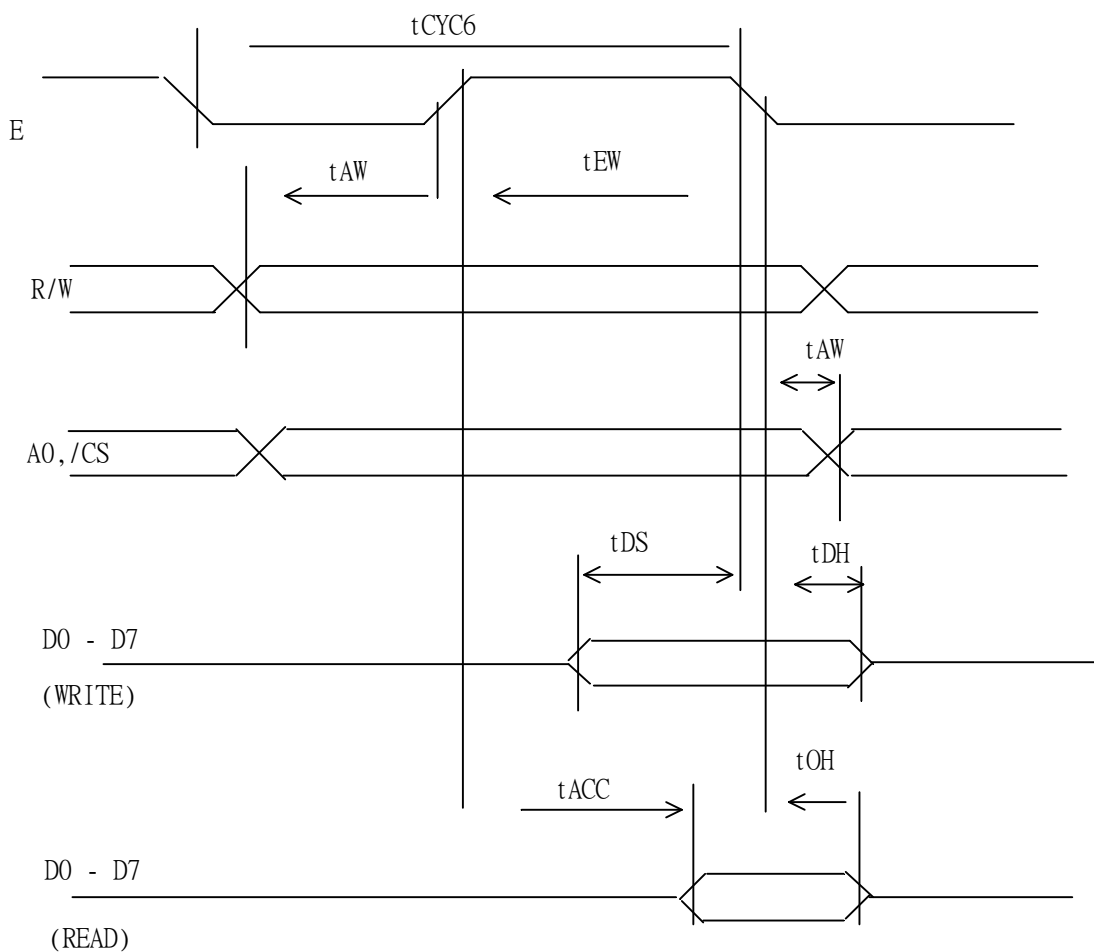 tCYC6
E
tAW
tEW
R/W
tAW
A0,/CS
tDS
tDH
D0 - D7
(WRITE)
tOH
tACC
D0 - D7
(READ)